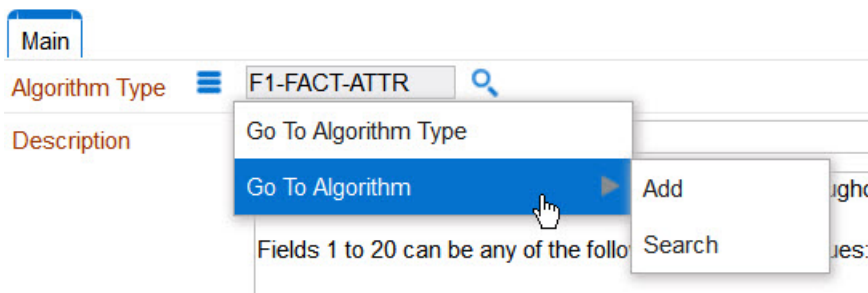 Main
Algorithm Type F1-FACT-ATTR
Go To Algorithm Type
Description
Go To Algorithm
Add
Fields 1 to 20 can be any of the
Search